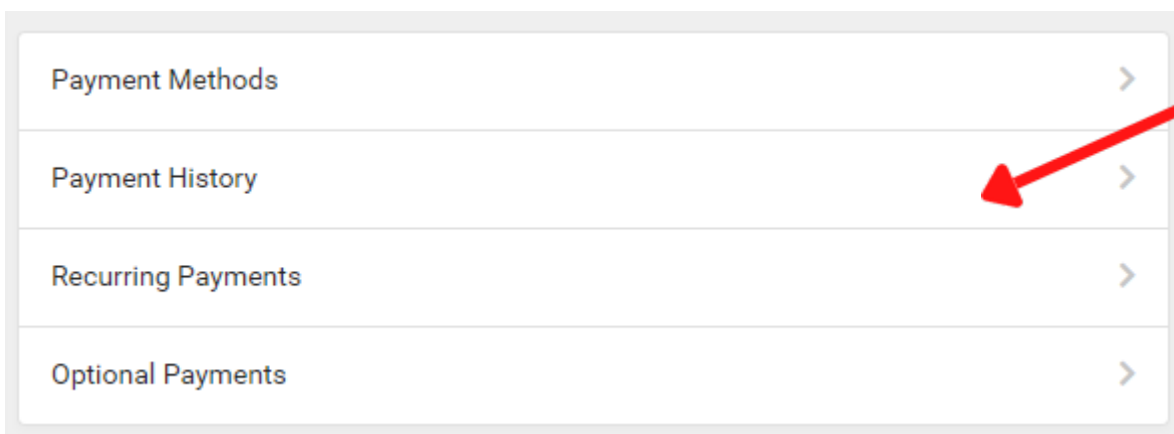 Payment Methods
Payment History
Recurring Payments
Optional Payments